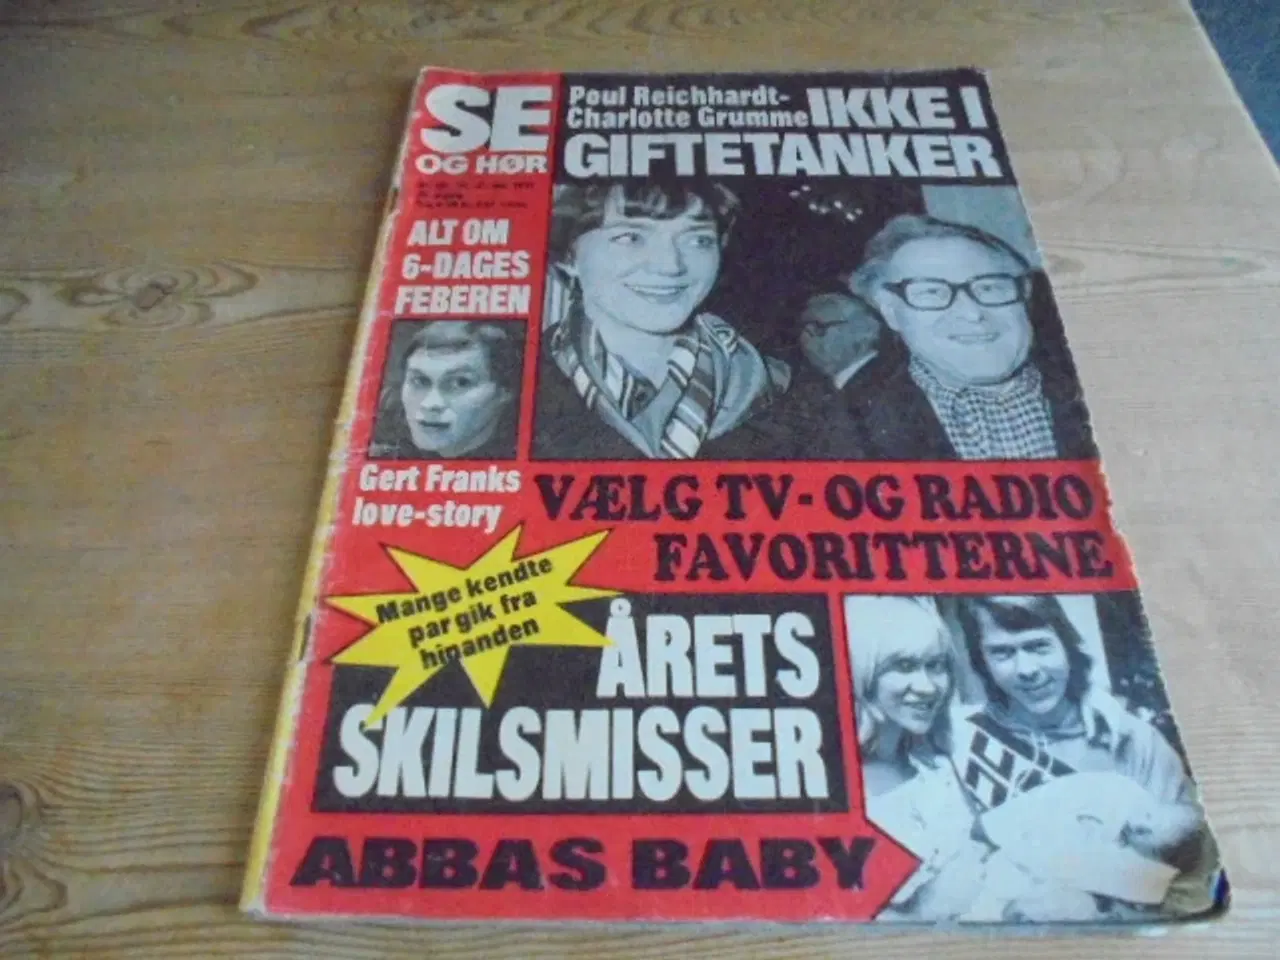 SE
OG HØR
Poul Reichhardt-
Charlotte Grumme
IKKE I
GIFTETANKER
ALT OM
6-DAGES
FEBEREN
Gert Franks
love-story
VÆLG TV- OG RADIO
FAVORITTERNE
Mange kendte
par gik fra
hinanden
ÅRETS
SKILSMISSER
ABBAS BABY